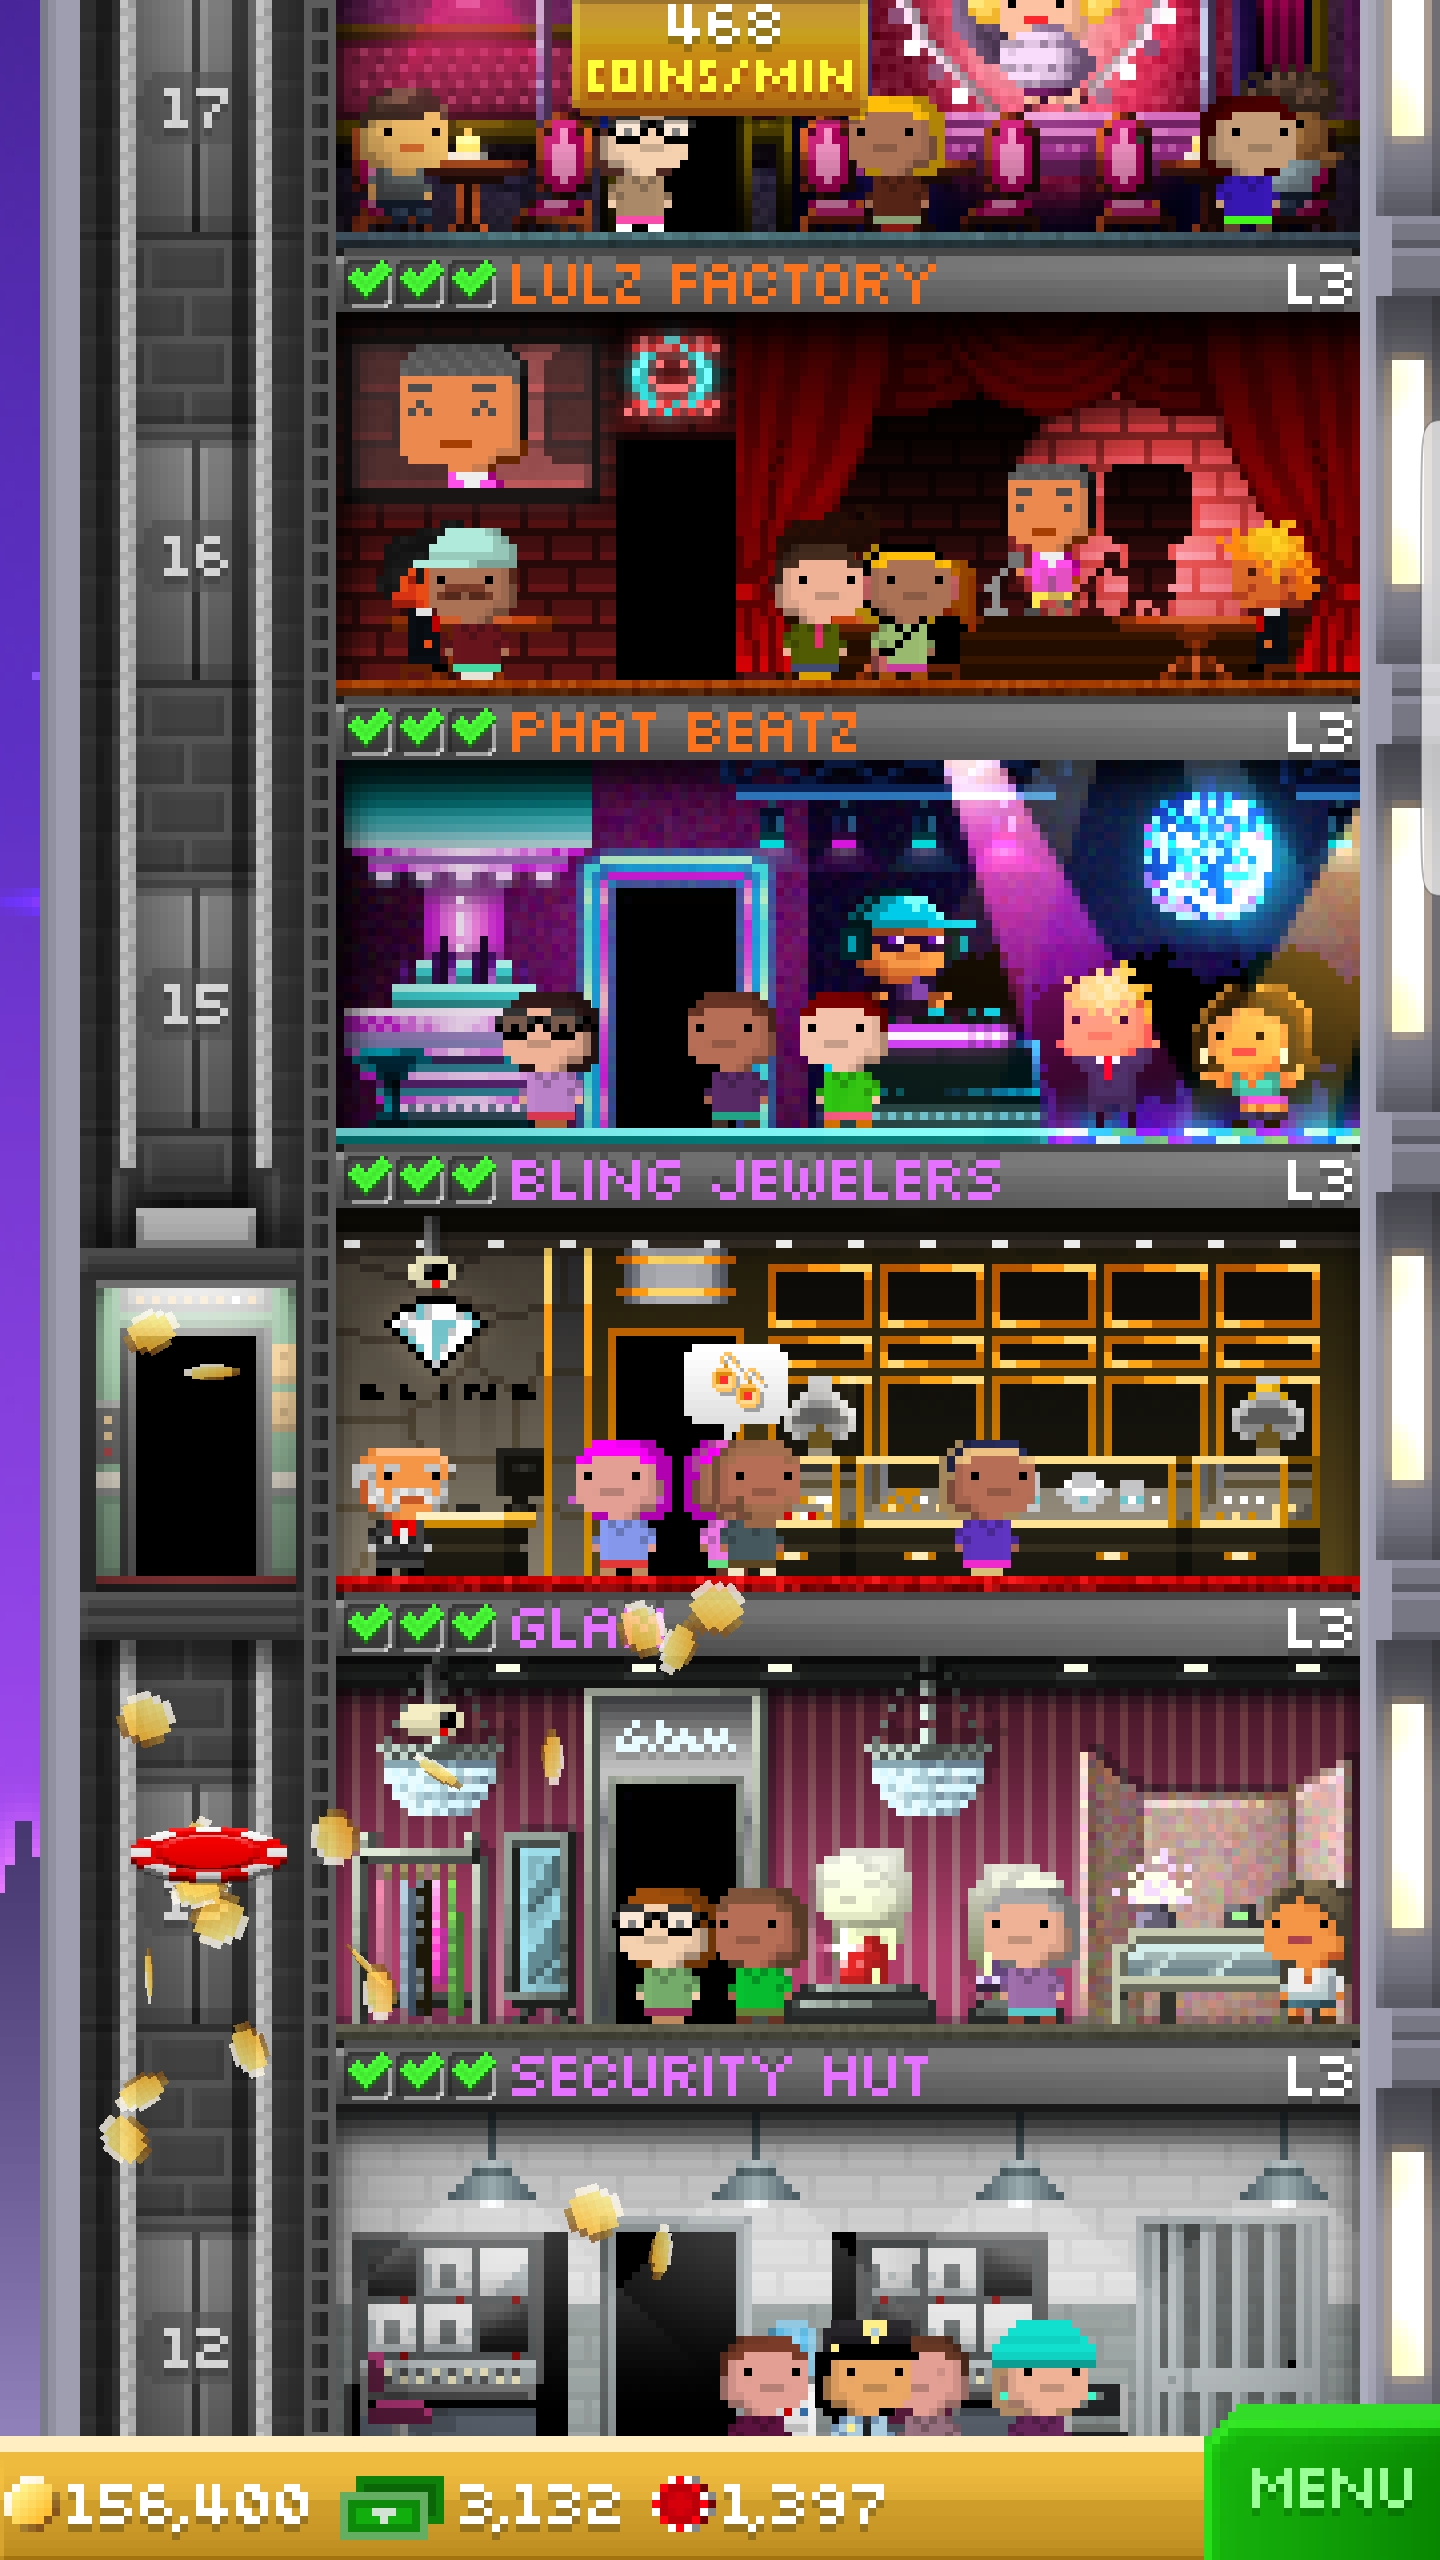 468
COINS/MIN
17
LULZ FACTORY L3
16
PHAT BEATZ L3
15
BLING JEWELERS L3
BLING
GLA L3
Glam
SECURITY HUT L3
12
156,400 3,132 1,397
MENU